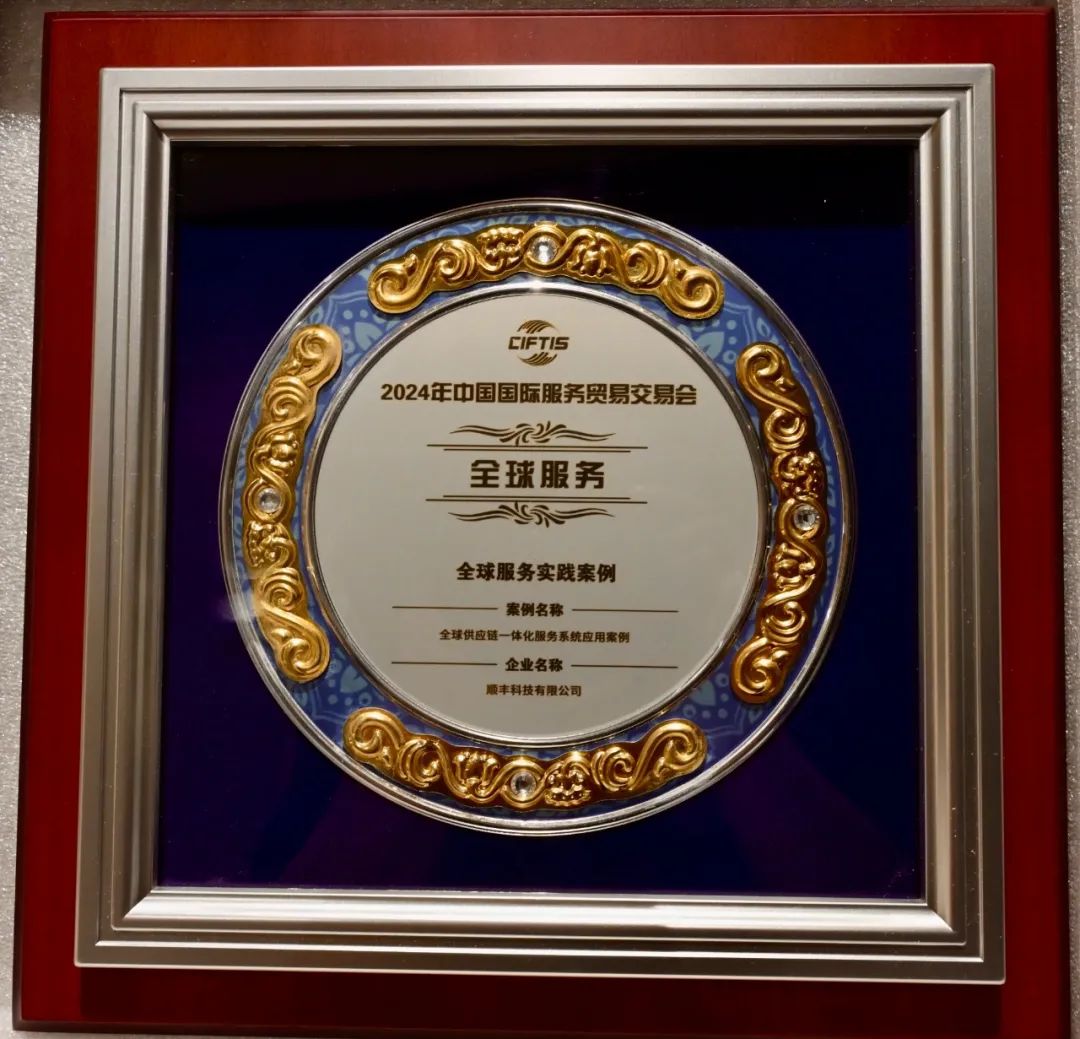 CIFTIS
2024年中国国际服务贸易交易会
全球服务
全球服务实践案例
案例名称
全球供应链一体化服务系统应用案例
企业名称
顺丰科技有限公司